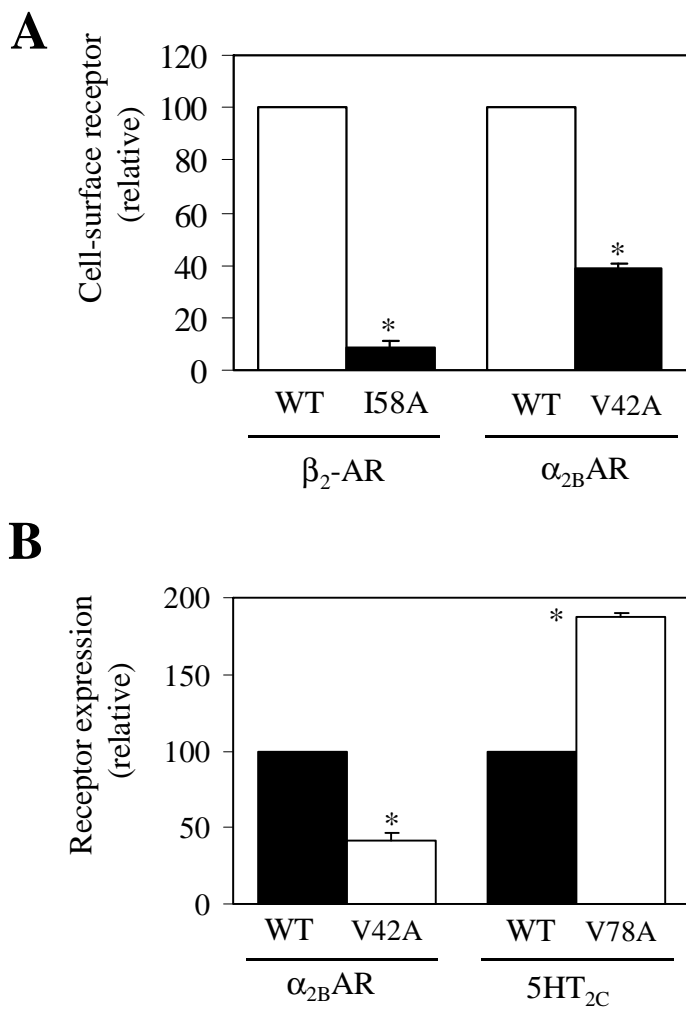 A
Cell-surface receptor
(relative)
120
100
80
60
40
20
0
*
*
WT I58A WT V42A
β₂-AR α₂BAR
B
Receptor expression
(relative)
200
150
100
50
0
*
*
WT V42A WT V78A
α₂BAR 5HT₂C